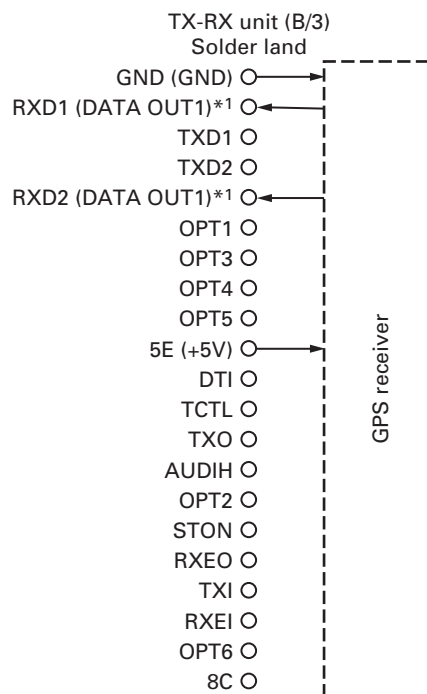 TX-RX unit (B/3)
Solder land
GND (GND)
RXD1 (DATA OUT1)*1
TXD1
TXD2
RXD2 (DATA OUT1)*1
OPT1
OPT3
OPT4
OPT5
5E (+5V)
DTI
TCTL
TXO
AUDIH
OPT2
STON
RXEO
TXI
RXEI
OPT6
8C
GPS receiver